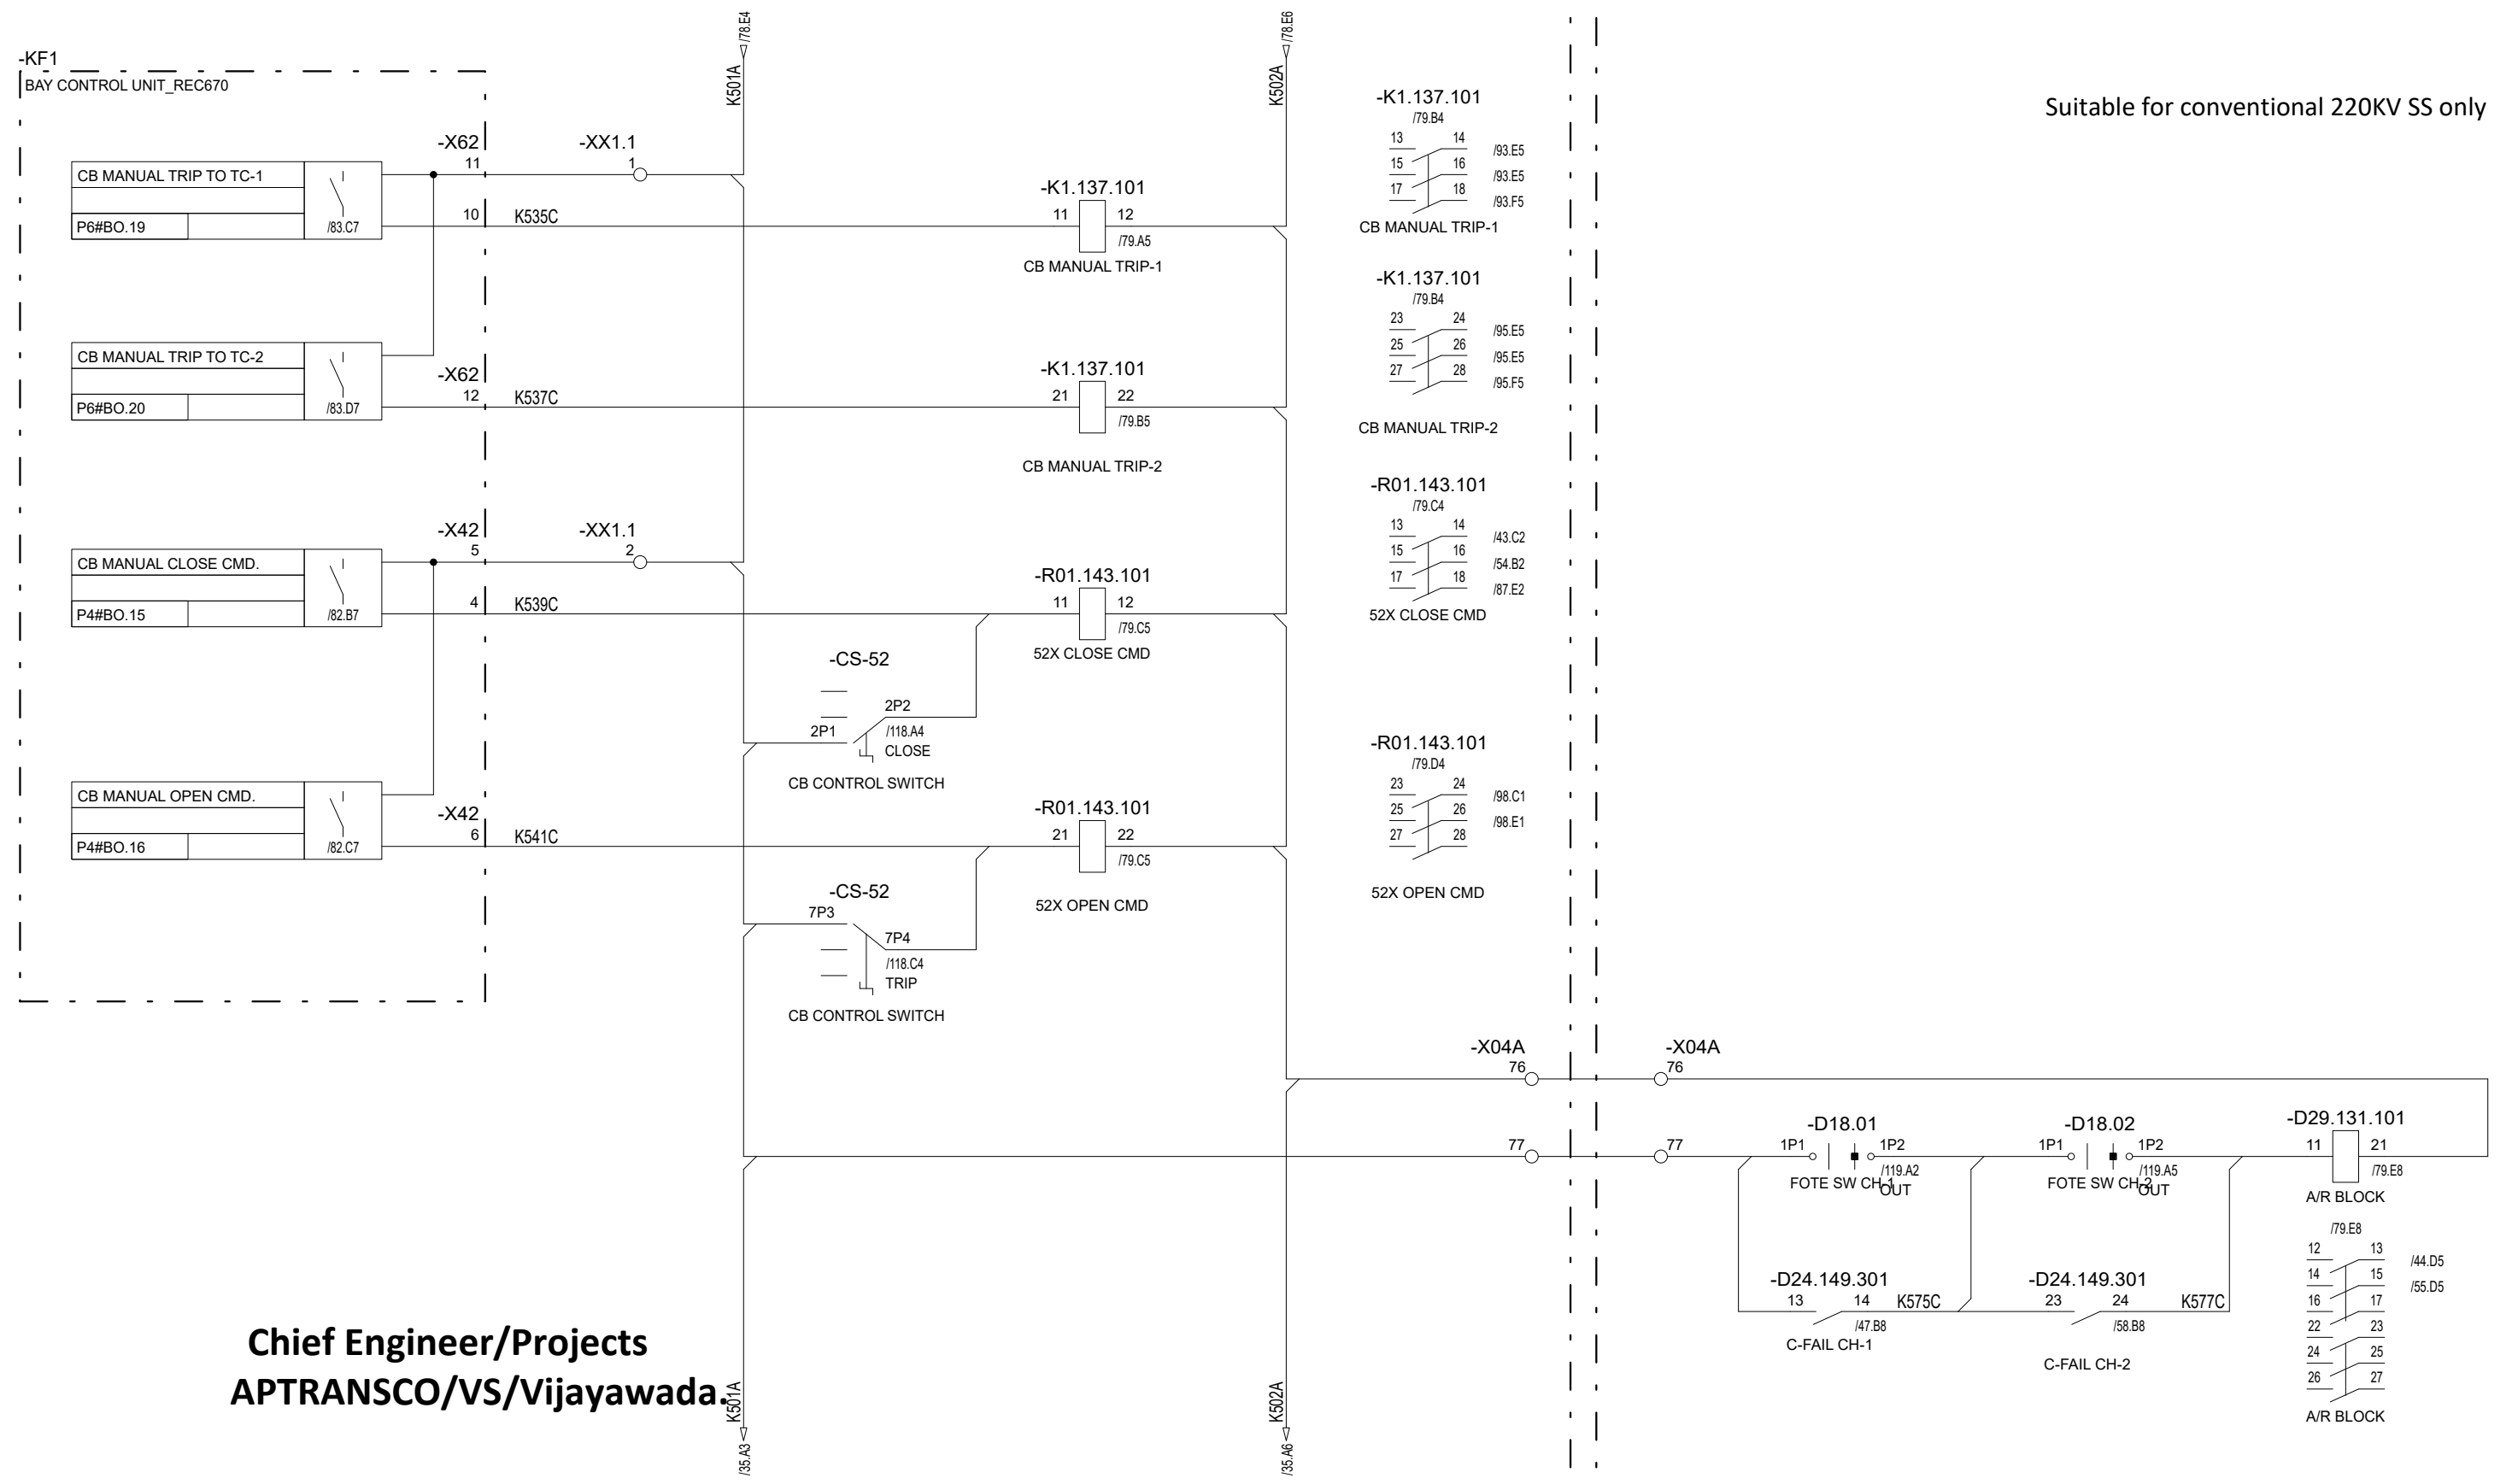 /78.E4
/78.E6
K501A
K502A
Suitable for conventional 220KV SS only
-KF1
BAY CONTROL UNIT_REC670
CB MANUAL TRIP TO TC-1
P6#BO.19
/83.C7
-X62
11
10
K535C
-XX1.1
1
-K1.137.101
11
12
/79.A5
CB MANUAL TRIP-1
-K1.137.101
/79.B4
13
14
/93.E5
15
16
/93.E5
17
18
/93.F5
CB MANUAL TRIP-1
CB MANUAL TRIP TO TC-2
P6#BO.20
/83.D7
-X62
12
K537C
-K1.137.101
21
22
/79.B5
CB MANUAL TRIP-2
-K1.137.101
/79.B4
23
24
/95.E5
25
26
/95.E5
27
28
/95.F5
CB MANUAL TRIP-2
CB MANUAL CLOSE CMD.
P4#BO.15
/82.B7
-X42
5
4
K539C
-XX1.1
2
-R01.143.101
11
12
/79.C5
52X CLOSE CMD
-R01.143.101
/79.C4
13
14
/43.C2
15
16
/54.B2
17
18
/87.E2
52X CLOSE CMD
-CS-52
2P2
2P1
/118.A4
CLOSE
CB CONTROL SWITCH
CB MANUAL OPEN CMD.
P4#BO.16
/82.C7
-X42
6
K541C
-R01.143.101
21
22
/79.C5
52X OPEN CMD
-R01.143.101
/79.D4
23
24
/98.C1
25
26
/98.E1
27
28
52X OPEN CMD
-CS-52
7P3
7P4
/118.C4
TRIP
CB CONTROL SWITCH
-X04A
76
-X04A
76
77
77
-D18.01
1P1
1P2
/119.A2
FOTE SW CH-1
OUT
-D18.02
1P1
1P2
/119.A5
FOTE SW CH-2
OUT
-D29.131.101
11
21
/79.E8
A/R BLOCK
-D24.149.301
13
14
K575C
/47.B8
C-FAIL CH-1
-D24.149.301
23
24
K577C
/58.B8
C-FAIL CH-2
/79.E8
12
13
/44.D5
14
15
/55.D5
16
17
22
23
24
25
26
27
A/R BLOCK
Chief Engineer/Projects
APTRANSCO/VS/Vijayawada.
K501A
K502A
/35.A3
/35.A6